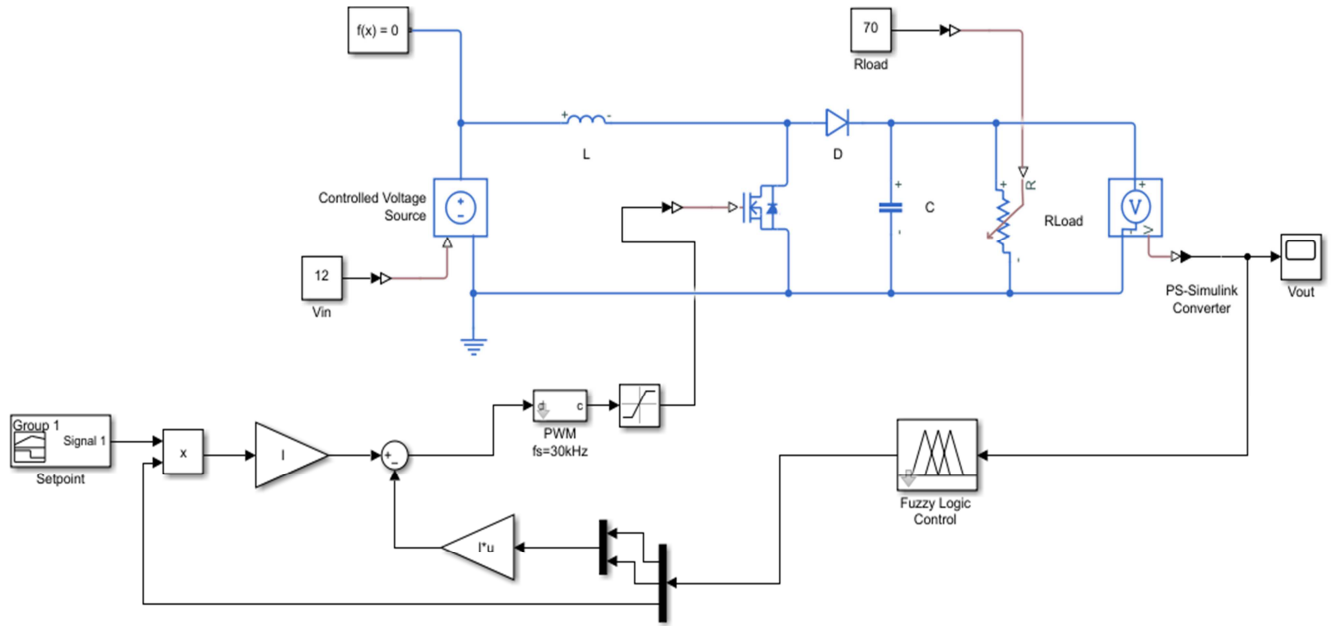 f(x) = 0
70
Rload
+
-
L
D
Controlled Voltage
Source
+
-
+
C
-
+
R
RLoad
-
+
V
-
V
12
Vin
PS-Simulink
Converter
Vout
Group 1
Signal 1
Setpoint
x
I
+
-
d
c
PWM
fs=30kHz
Fuzzy Logic
Control
I*u